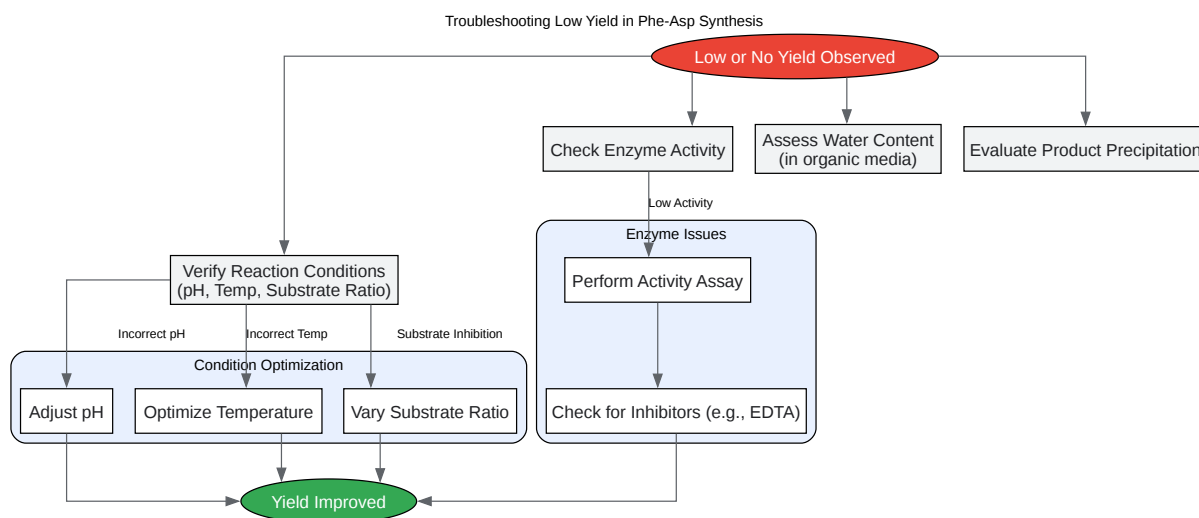 Troubleshooting Low Yield in Phe-Asp Synthesis
Low or No Yield Observed
Check Enzyme Activity
Assess Water Content
(in organic media)
Evaluate Product Precipitation
Low Activity
Enzyme Issues
Verify Reaction Conditions
(pH, Temp, Substrate Ratio)
Perform Activity Assay
Incorrect pH
Incorrect Temp
Substrate Inhibition
Condition Optimization
Adjust pH
Optimize Temperature
Vary Substrate Ratio
Check for Inhibitors (e.g., EDTA)
Yield Improved